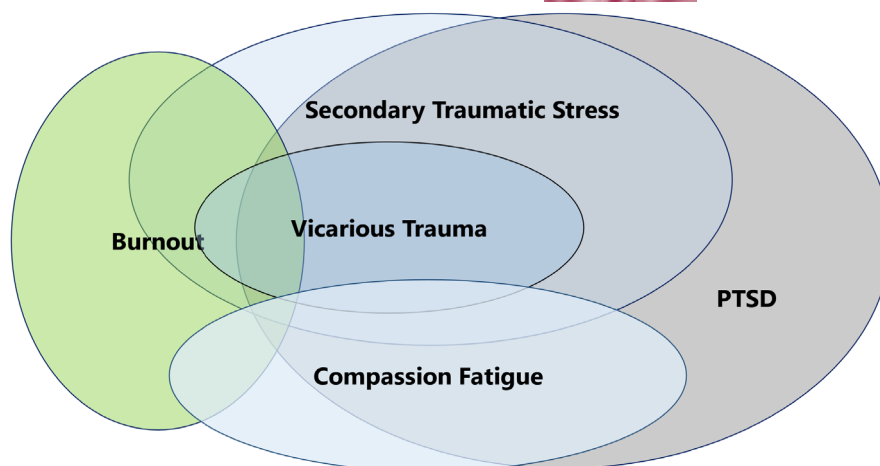 Secondary Traumatic Stress
Vicarious Trauma
Burnout
PTSD
Compassion Fatigue